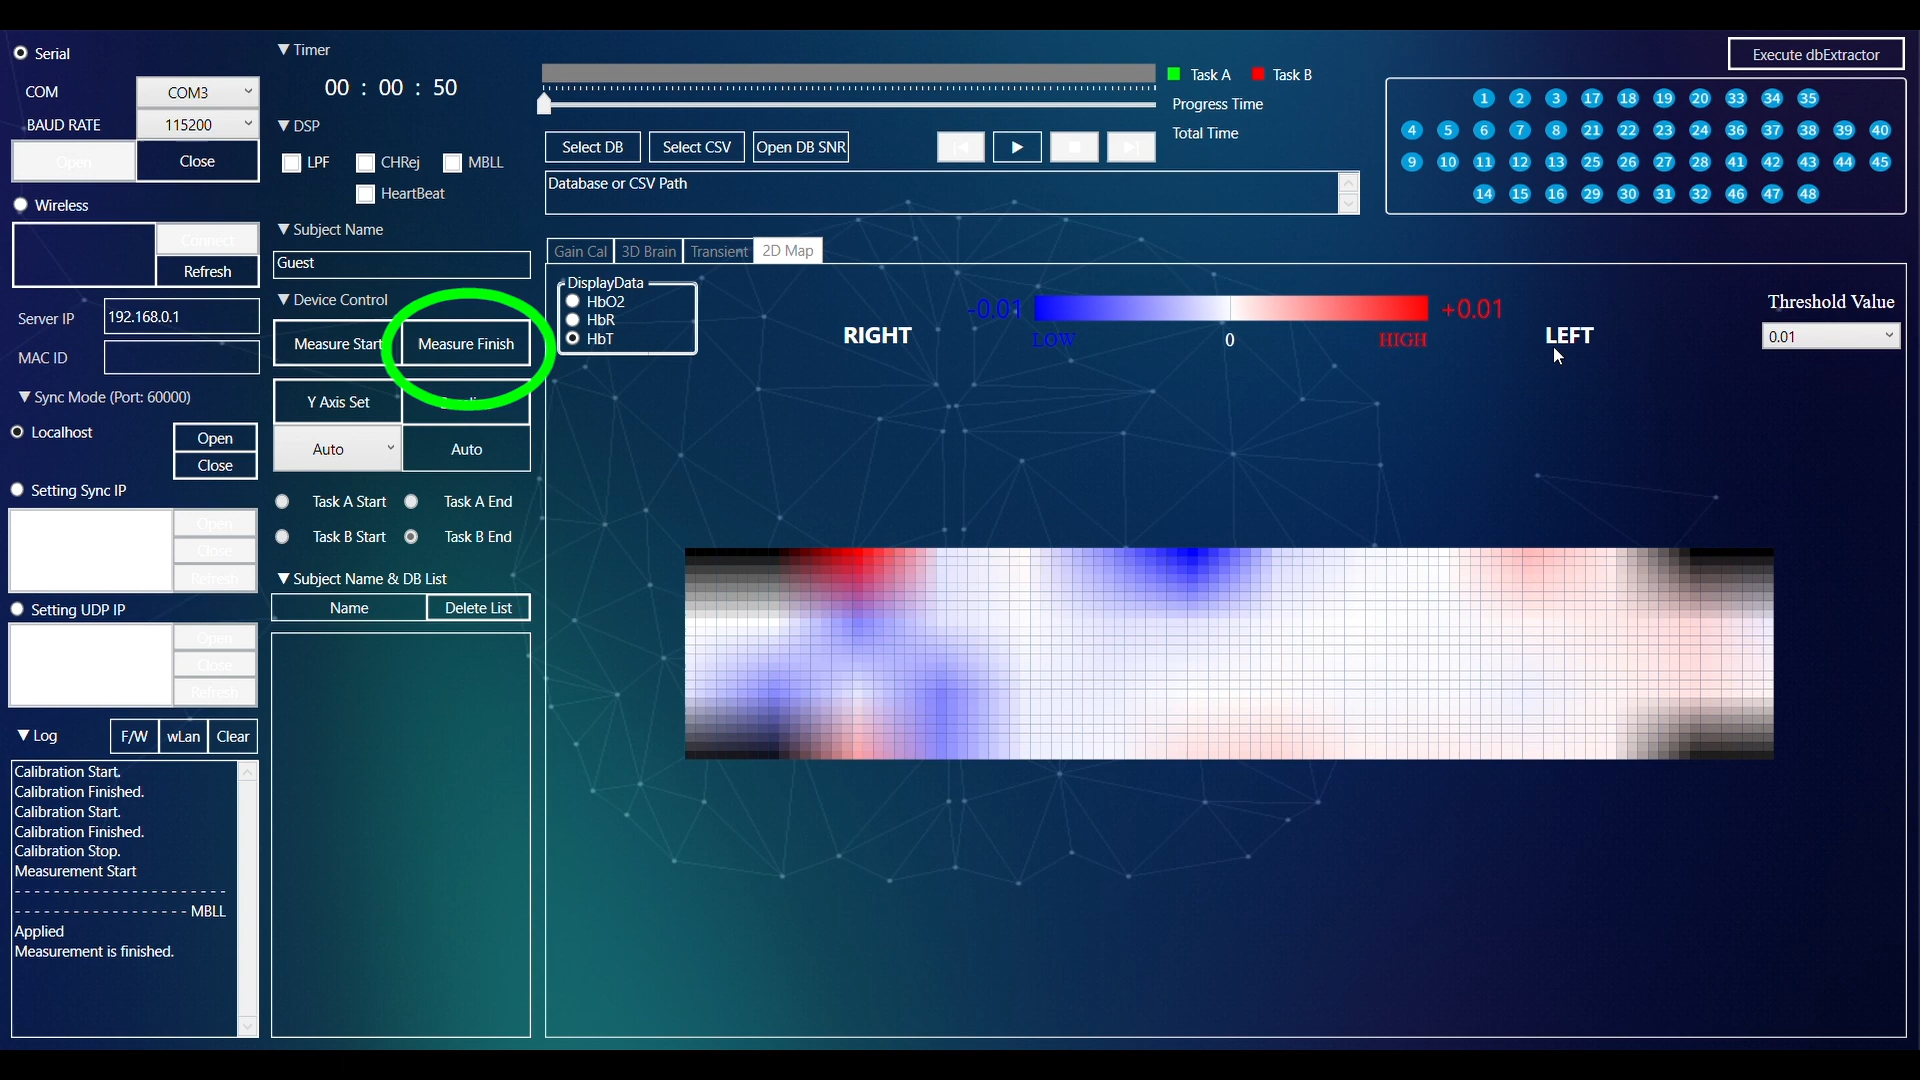 Serial
COM
COM3
BAUD RATE
115200
Open
Close
Wireless
Connect
Refresh
Server IP
192.168.0.1
MAC ID
▼ Sync Mode (Port: 60000)
Localhost
Open
Close
Setting Sync IP
Open
Close
Refresh
Setting UDP IP
Open
Close
Refresh
▼ Log
F/W
wLan
Clear
Calibration Start.
Calibration Finished.
Calibration Start.
Calibration Finished.
Calibration Stop.
Measurement Start
- - - - - - - - - - - - - - - - - - - - - - -
- - - - - - - - - - - - - - - - - - - MBLL
Applied
Measurement is finished.
▼ Timer
00 : 00 : 50
▼ DSP
LPF
CHRej
MBLL
HeartBeat
▼ Subject Name
Guest
▼ Device Control
Measure Start
Measure Finish
Y Axis Set
Auto
Auto
Task A Start
Task A End
Task B Start
Task B End
▼ Subject Name & DB List
Name
Delete List
Task A
Task B
Progress Time
Total Time
Select DB
Select CSV
Open DB SNR
Database or CSV Path
Execute dbExtractor
1 2 3 17 18 19 20 33 34 35
4 5 6 7 8 21 22 23 24 36 37 38 39 40
9 10 11 12 13 25 26 27 28 41 42 43 44 45
14 15 16 29 30 31 32 46 47 48
Gain Cal
3D Brain
Transient
2D Map
DisplayData
HbO2
HbR
HbT
RIGHT
-0.01
+0.01
LOW
0
HIGH
LEFT
Threshold Value
0.01